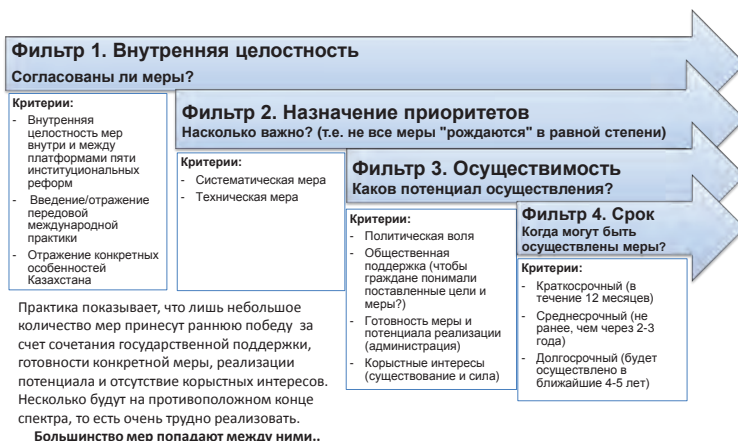 Фильтр 1. Внутренняя целостность
Согласованы ли меры?
Критерии:
- Внутренняя
целостность мер
внутри и между
платформами пяти
институциональных
реформ
- Введение/отражение
передовой
международной
практики
- Отражение конкретных
особенностей
Казахстана
Фильтр 2. Назначение приоритетов
Насколько важно? (т.е. не все меры "рождаются" в равной степени)
Критерии:
- Систематическая мера
- Техническая мера
Фильтр 3. Осуществимость
Каков потенциал осуществления?
Критерии:
- Политическая воля
- Общественная
поддержка (чтобы
граждане понимали
поставленные цели и
меры?)
- Готовность меры и
потенциала реализации
(администрация)
- Корыстные интересы
(существование и сила)
Фильтр 4. Срок
Когда могут быть
осуществлены меры?
Критерии:
- Краткосрочный (в
течение 12 месяцев)
- Среднесрочный (не
ранее, чем через 2-3
года)
- Долгосрочный (будет
осуществлено в
ближайшие 4-5 лет)
Практика показывает, что лишь небольшое
количество мер принесут раннюю победу за
счет сочетания государственной поддержки,
готовности конкретной меры, реализации
потенциала и отсутствие корыстных интересов.
Несколько будут на противоположном конце
спектра, то есть очень трудно реализовать.
Большинство мер попадают между ними..